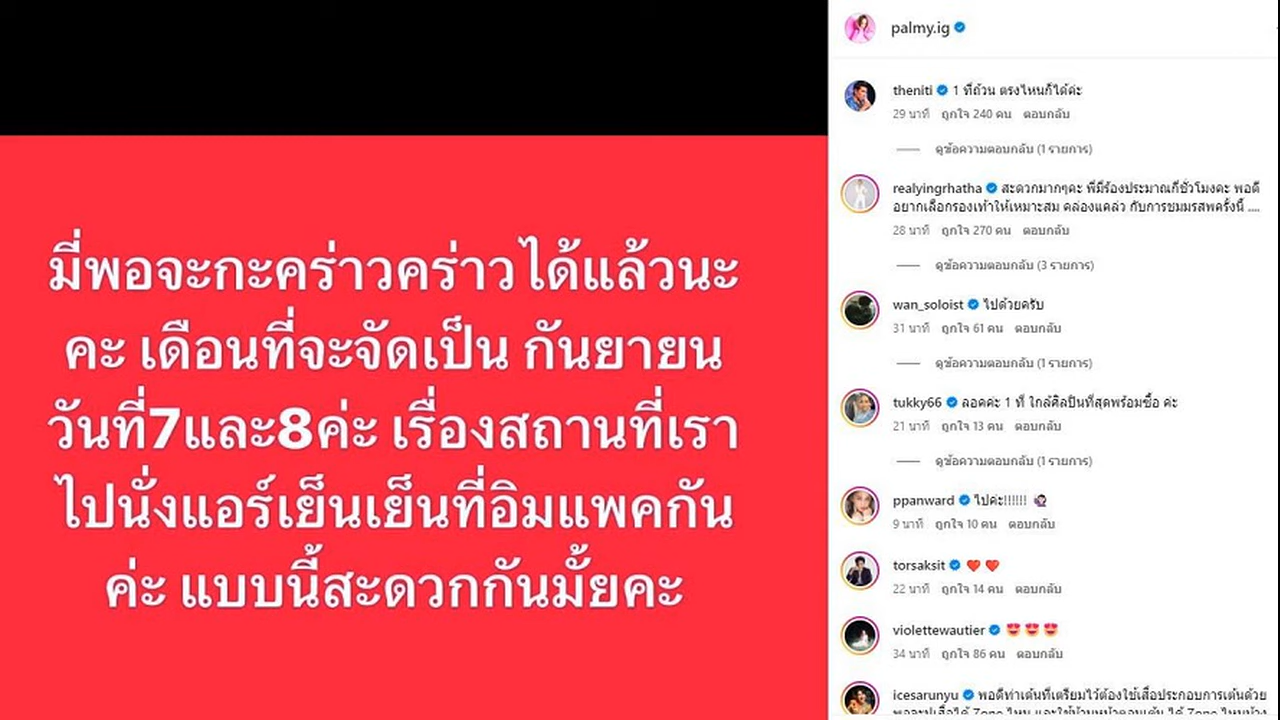 มี่พอจะกะคร่าวคร่าวได้แล้วนะ
คะ เดือนที่จะจัดเป็น กันยายน
วันที่7และ8ค่ะ เรื่องสถานที่เรา
ไปนั่งแอร์เย็นเย็นที่อิมแพคกัน
ค่ะ แบบนี้สะดวกกันมั้ยคะ
palmy.ig
theniti 1 ที่ถ้วน ตรงไหนก็ได้ค่ะ
29 นาที ถูกใจ 240 คน ตอบกลับ
ดูข้อความตอบกลับ (1 รายการ)
realyingrhatha สะดวกมากๆคะ พี่มี่ร้องประมาณกี่ชั่วโมงคะ พอดี
อยากเลือกรองเท้าให้เหมาะสม คล่องแคล่ว กับการชมมรสพครั้งนี้ ....
28 นาที ถูกใจ 270 คน ตอบกลับ
ดูข้อความตอบกลับ (3 รายการ)
wan_soloist ไปด้วยครับ
31 นาที ถูกใจ 61 คน ตอบกลับ
ดูข้อความตอบกลับ (1 รายการ)
tukky66 ลอคค่ะ 1 ที่ ใกล้ศิลปินที่สุดพร้อมซื้อ ค่ะ
21 นาที ถูกใจ 13 คน ตอบกลับ
ดูข้อความตอบกลับ (1 รายการ)
ppanward ไปค่ะ!!!!!!
9 นาที ถูกใจ 10 คน ตอบกลับ
torsaksit ❤️ ❤️
22 นาที ถูกใจ 14 คน ตอบกลับ
violettewautier 😍 😍 😍
34 นาที ถูกใจ 86 คน ตอบกลับ
icesarunyu พอดีท่าเต้นที่เตรียมไว้ต้องใช้เสื่อประกอบการเต้นด้วย